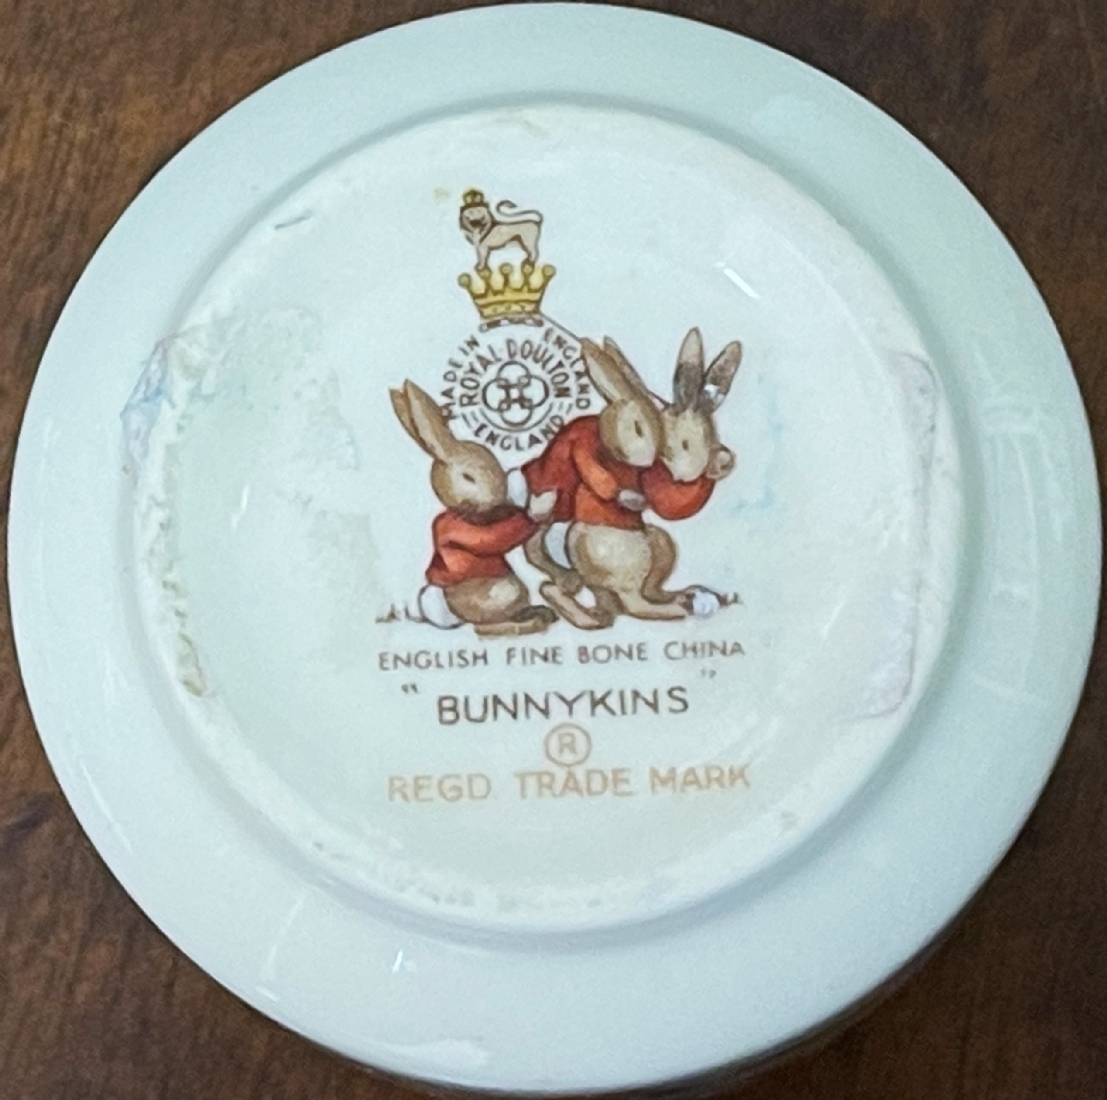 MADE IN ENGLAND
ROYAL·DOULTON
ENGLAND
ENGLISH FINE BONE CHINA
"BUNNYKINS"
®
REGD TRADE MARK